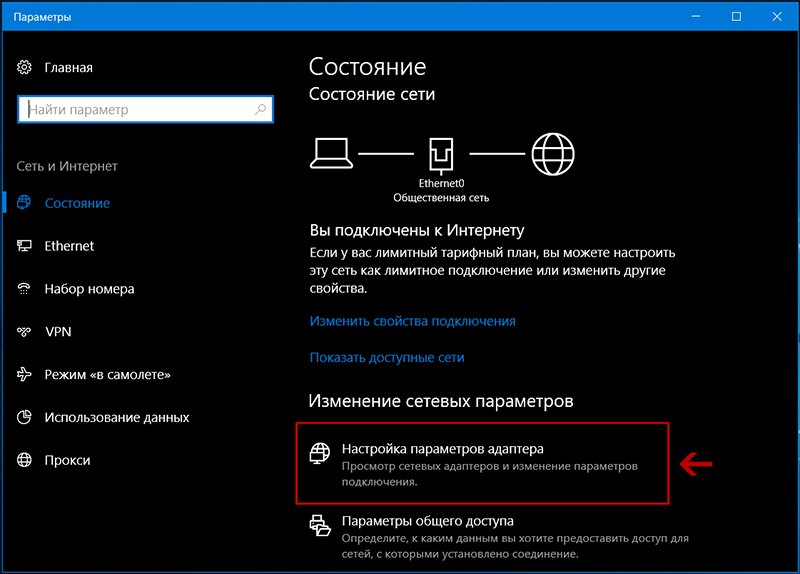 Параметры
Главная
Найти параметр
Сеть и Интернет
Состояние
Ethernet
Набор номера
VPN
Режим «в самолете»
Использование данных
Прокси
Состояние
Состояние сети
Ethernet0
Общественная сеть
Вы подключены к Интернету
Если у вас лимитный тарифный план, вы можете настроить
эту сеть как лимитное подключение или изменить другие
свойства.
Изменить свойства подключения
Показать доступные сети
Изменение сетевых параметров
Настройка параметров адаптера
Просмотр сетевых адаптеров и изменение параметров
подключения.
Параметры общего доступа
Определите, к каким данным вы хотите предоставить доступ для
сетей, с которыми установлено соединение.